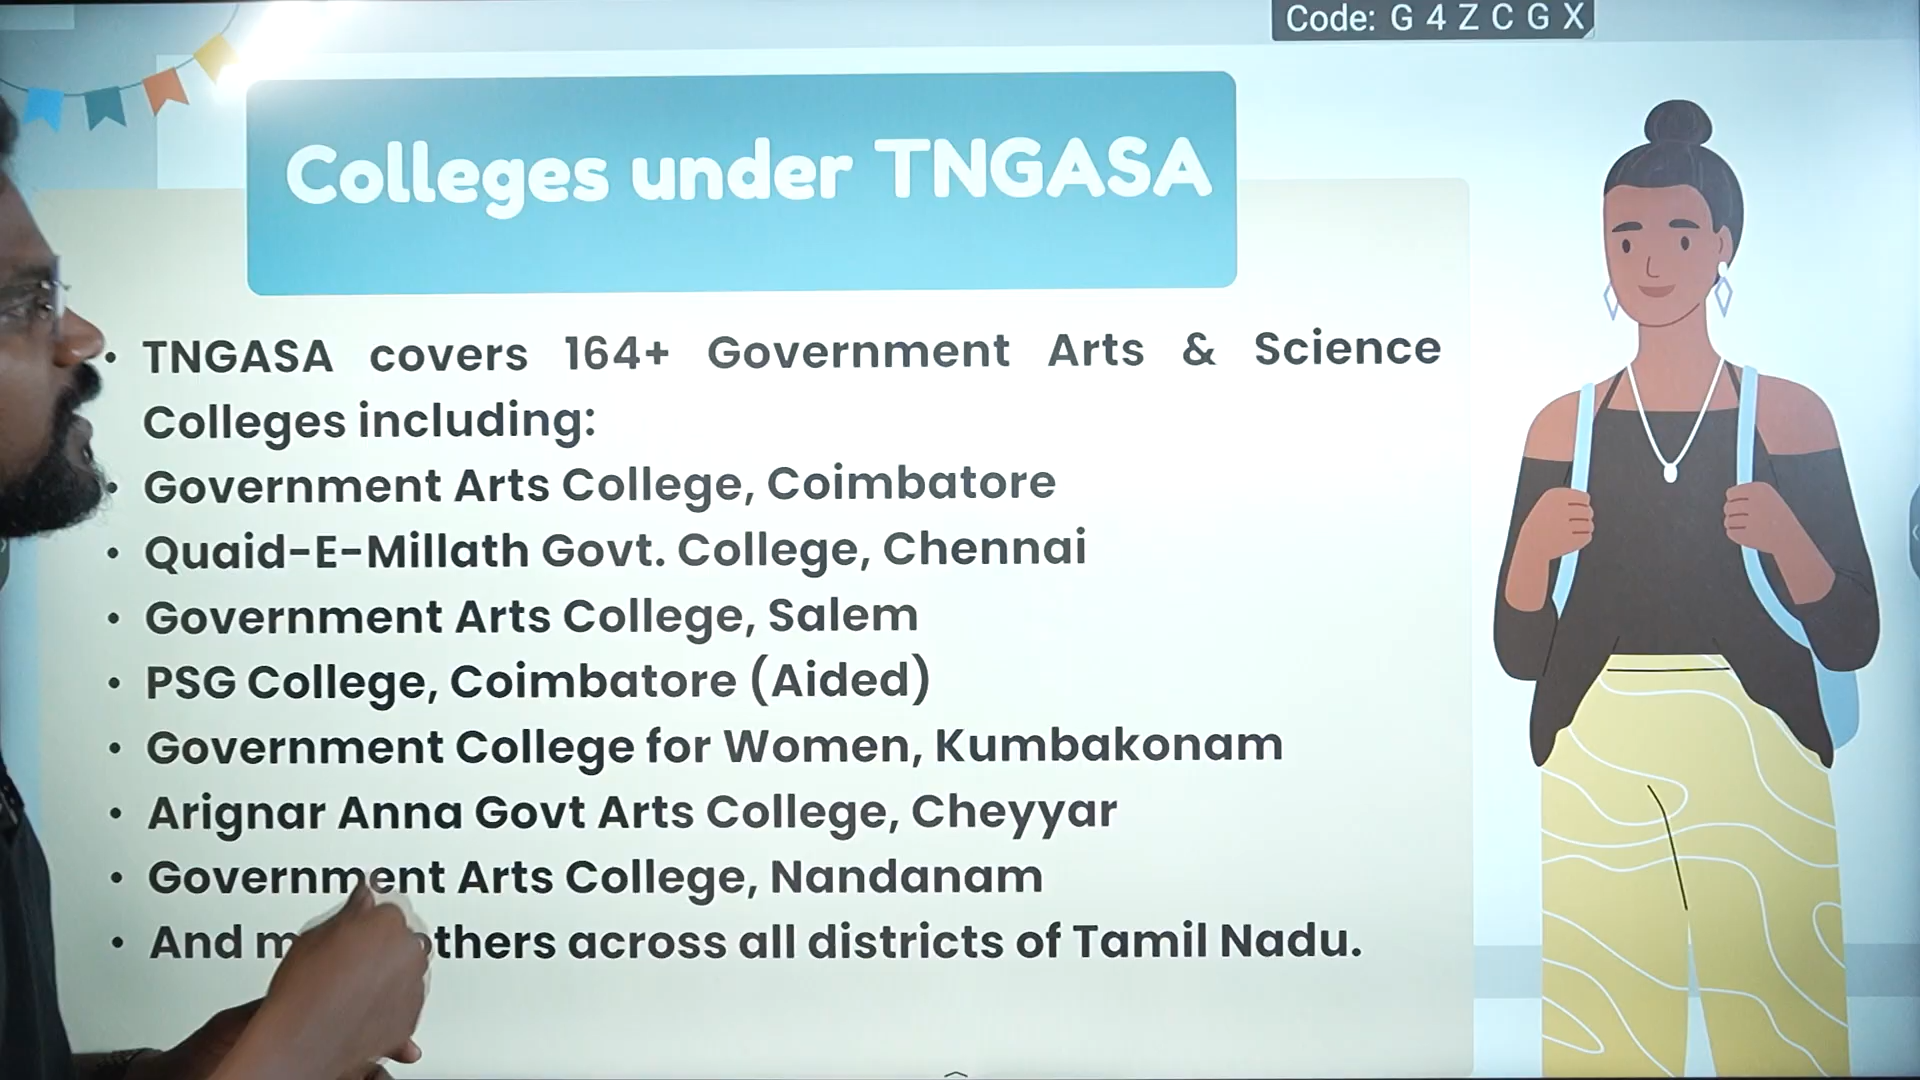 Code: G 4 Z C G X
Colleges under TNGASA
• TNGASA covers 164+ Government Arts & Science
Colleges including:
• Government Arts College, Coimbatore
• Quaid-E-Millath Govt. College, Chennai
• Government Arts College, Salem
• PSG College, Coimbatore (Aided)
• Government College for Women, Kumbakonam
• Arignar Anna Govt Arts College, Cheyyar
• Government Arts College, Nandanam
• And others across all districts of Tamil Nadu.